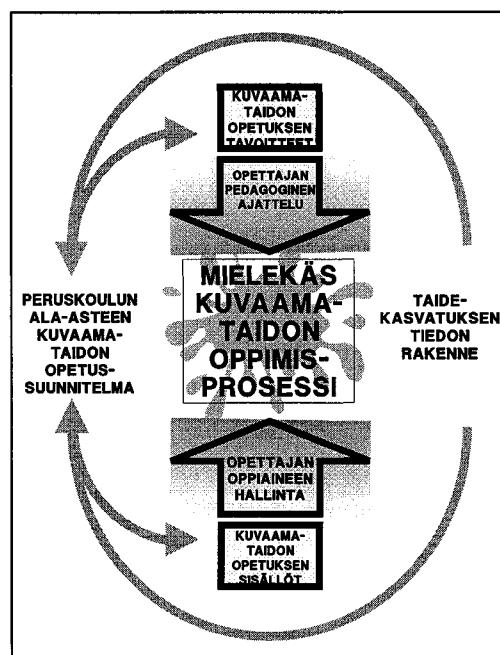 KUVAAMA-
TAIDON
OPETUKSEN
TAVOITTEET
OPETTAJAN
PEDAGOGINEN
AJATTELU
MIELEKÄS
KUVAAMA-
TAIDON
OPPIMIS-
PROSESSI
PERUSKOULUN
ALA-ASTEEN
KUVAAMA-
TAIDON
OPETUS-
SUUNNITELMA
TAIDE-
KASVATUKSEN
TIEDON
RAKENNE
OPETTAJAN
OPPIAINEEN
HALLINTA
KUVAAMA-
TAIDON
OPETUKSEN
SISÄLLÖT